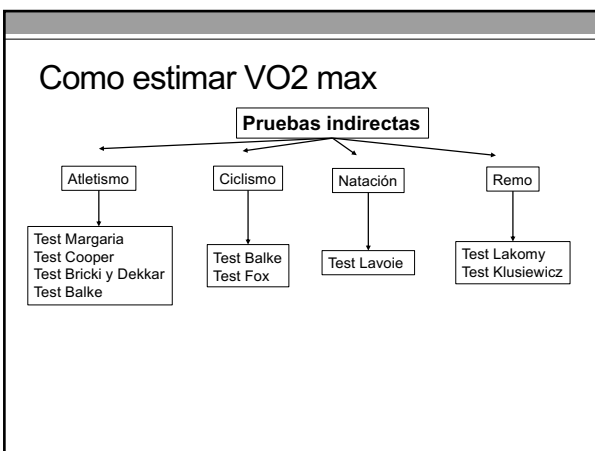 Como estimar VO2 max
Pruebas indirectas
Atletismo
Ciclismo
Natación
Remo
Test Margaria
Test Cooper
Test Bricki y Dekkar
Test Balke
Test Balke
Test Fox
Test Lavoie
Test Lakomy
Test Klusiewicz